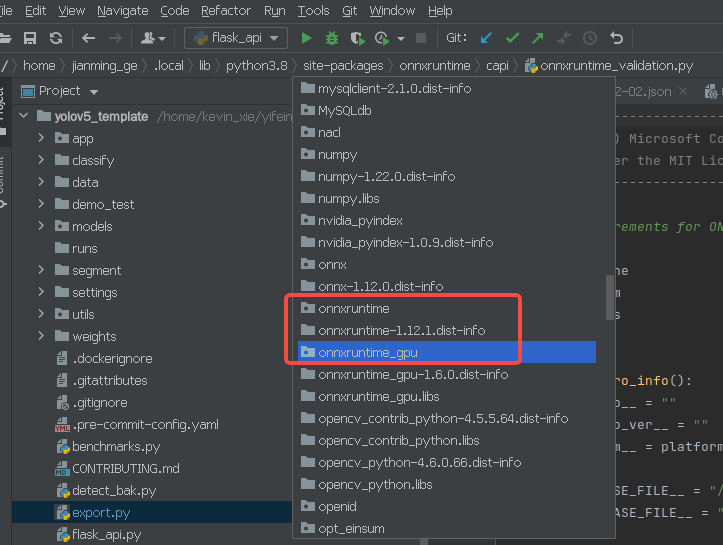 ile Edit View Navigate Code Refactor Run Tools Git Window Help
flask_api Git:
/ home jianming_ge .local lib python3.8 site-packages onnxruntime capi onnxruntime_validation.py
Project
2-02.json
yolov5_template /home/kevin_xie/yifein
app
classify
data
demo_test
models
runs
segment
settings
utils
weights
.dockerignore
.gitattributes
.gitignore
.pre-commit-config.yaml
benchmarks.py
CONTRIBUTING.md
detect_bak.py
export.py
flask_api.py
mysqlclient-2.1.0.dist-info
MySQLdb
nacl
numpy
numpy-1.22.0.dist-info
numpy.libs
nvidia_pyindex
nvidia_pyindex-1.0.9.dist-info
onnx
onnx-1.12.0.dist-info
onnxruntime
onnxruntime-1.12.1.dist-info
onnxruntime_gpu
onnxruntime_gpu-1.6.0.dist-info
onnxruntime_gpu.libs
opencv_contrib_python-4.5.5.64.dist-info
opencv_contrib_python.libs
opencv_python-4.6.0.66.dist-info
opencv_python.libs
openid
opt_einsum
) Microsoft Co
er the MIT Lic
rements for ON
ne
m
s
ro_info():
o__ = ""
o_ver__ = ""
m__ = platform
ASE_FILE__ = "/
ASE_FILE__ = "